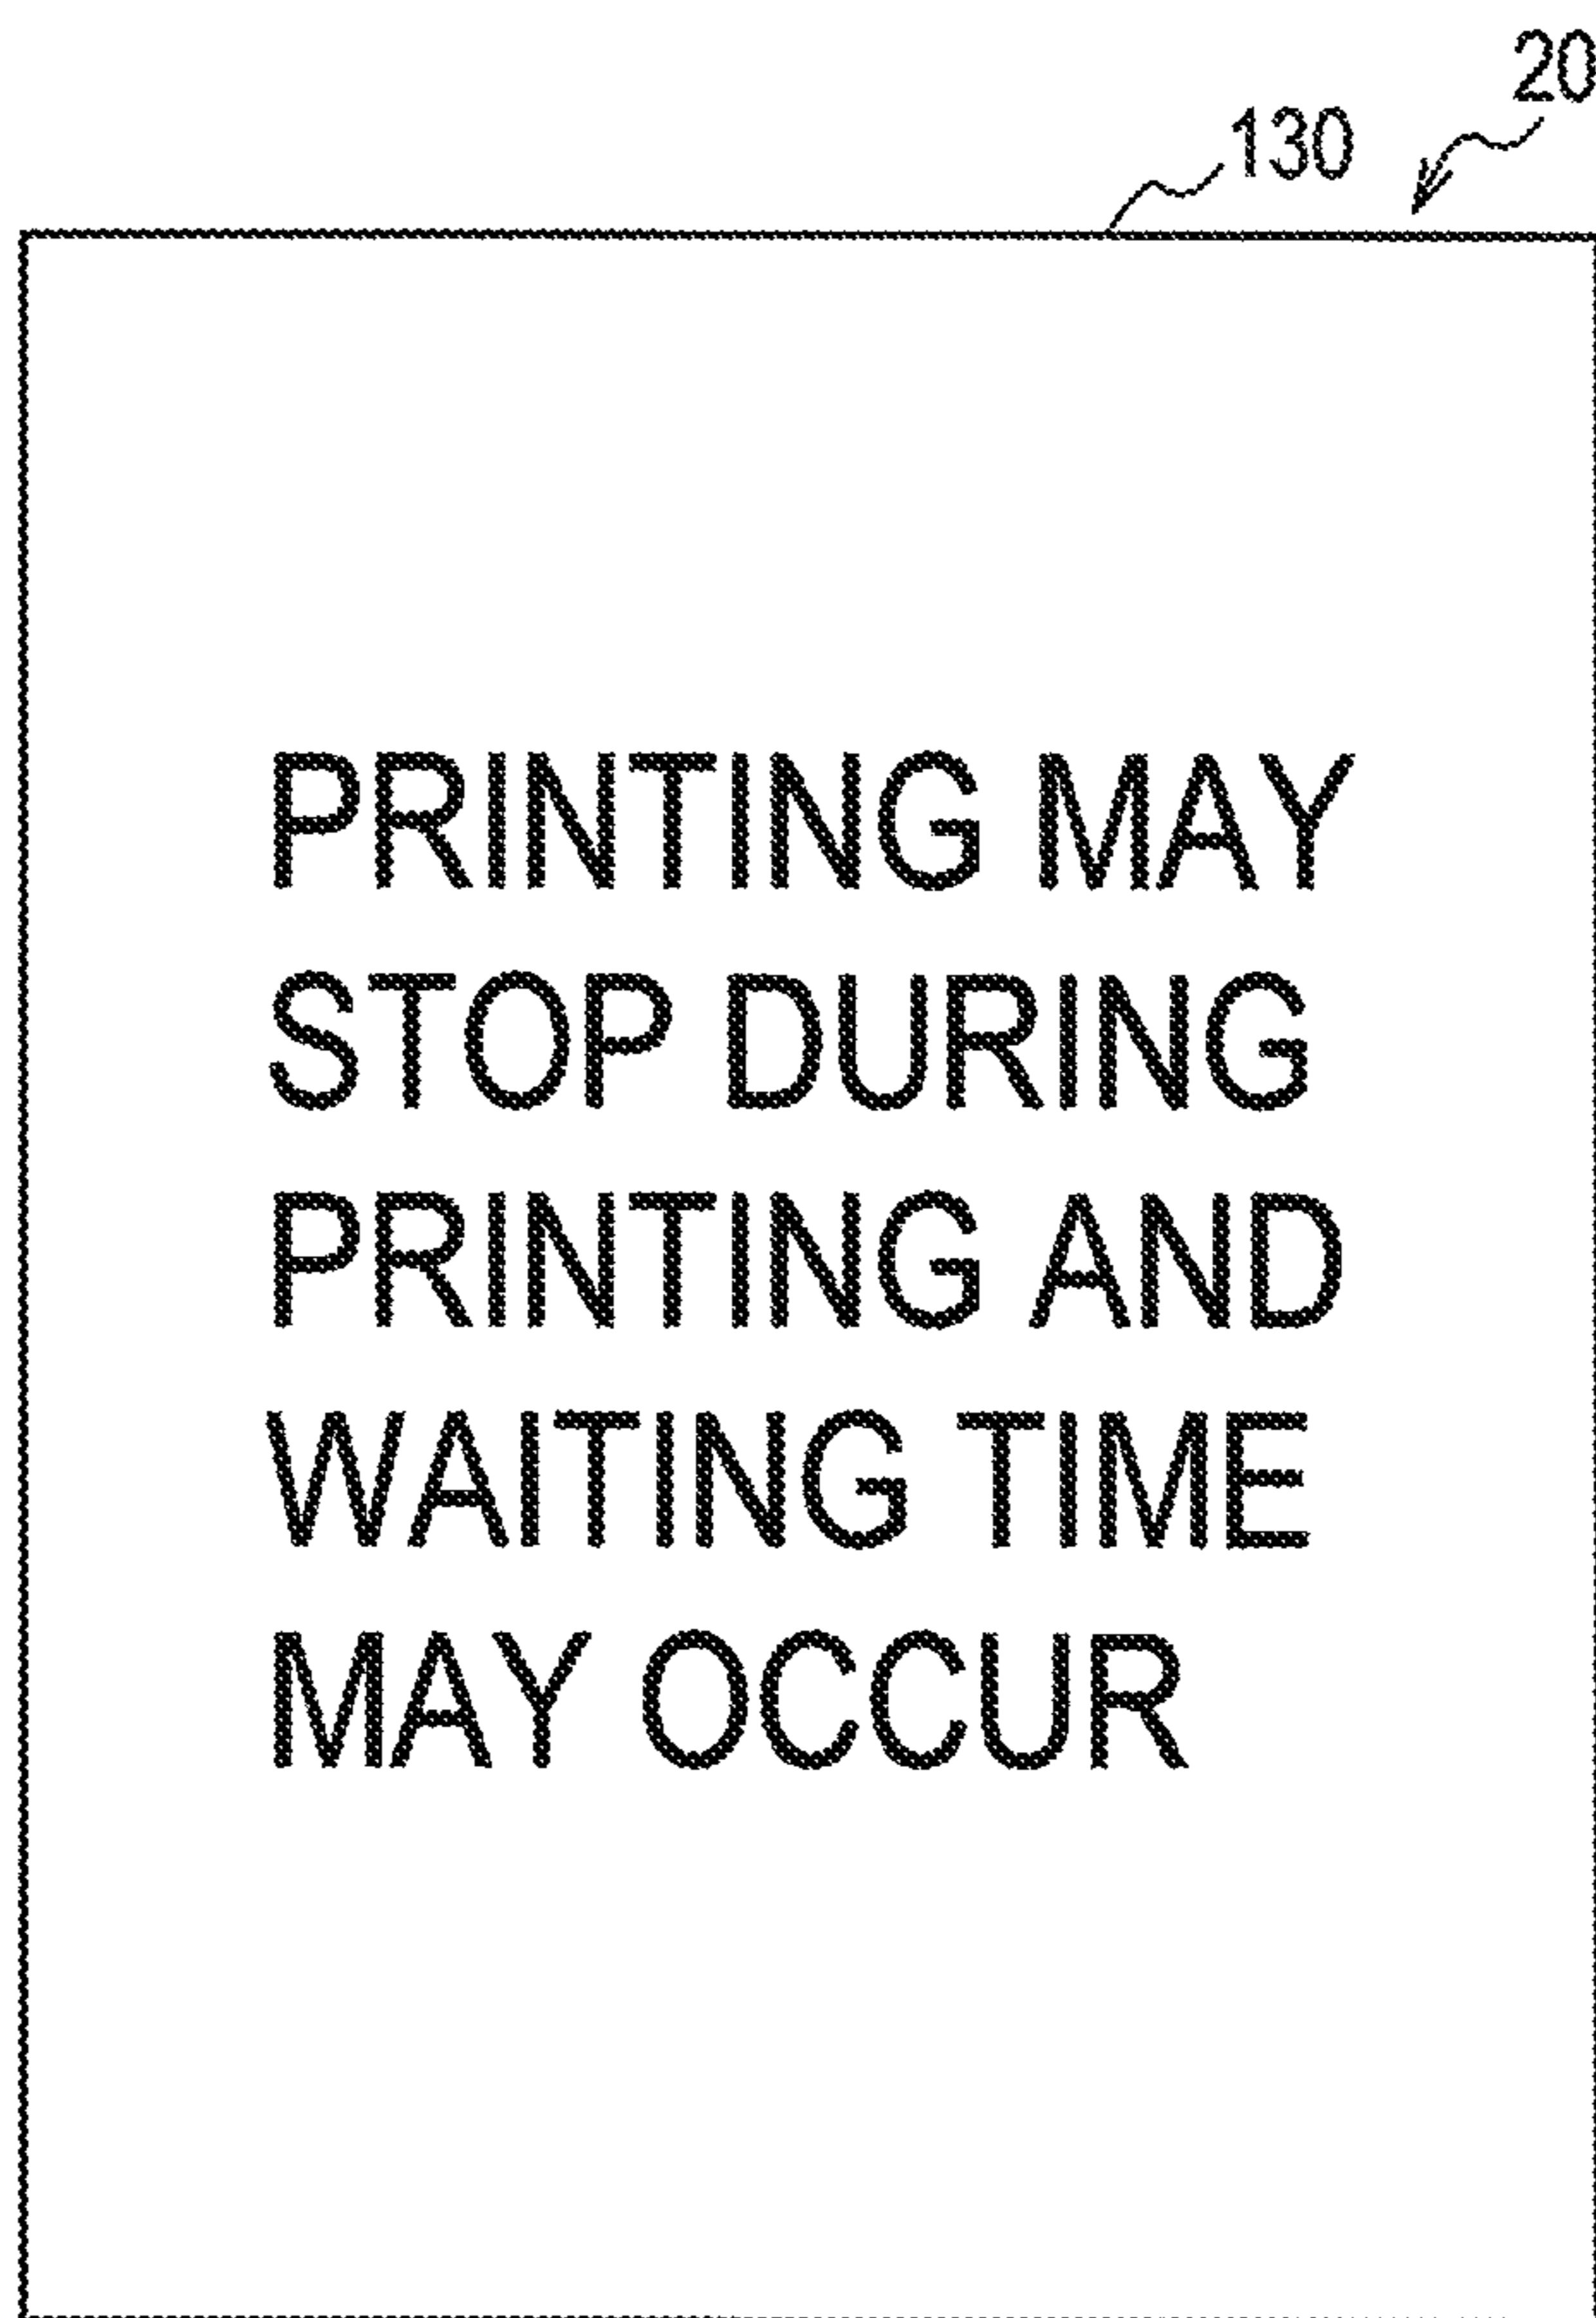 20
130
PRINTING MAY
STOP DURING
PRINTING AND
WAITING TIME
MAY OCCUR